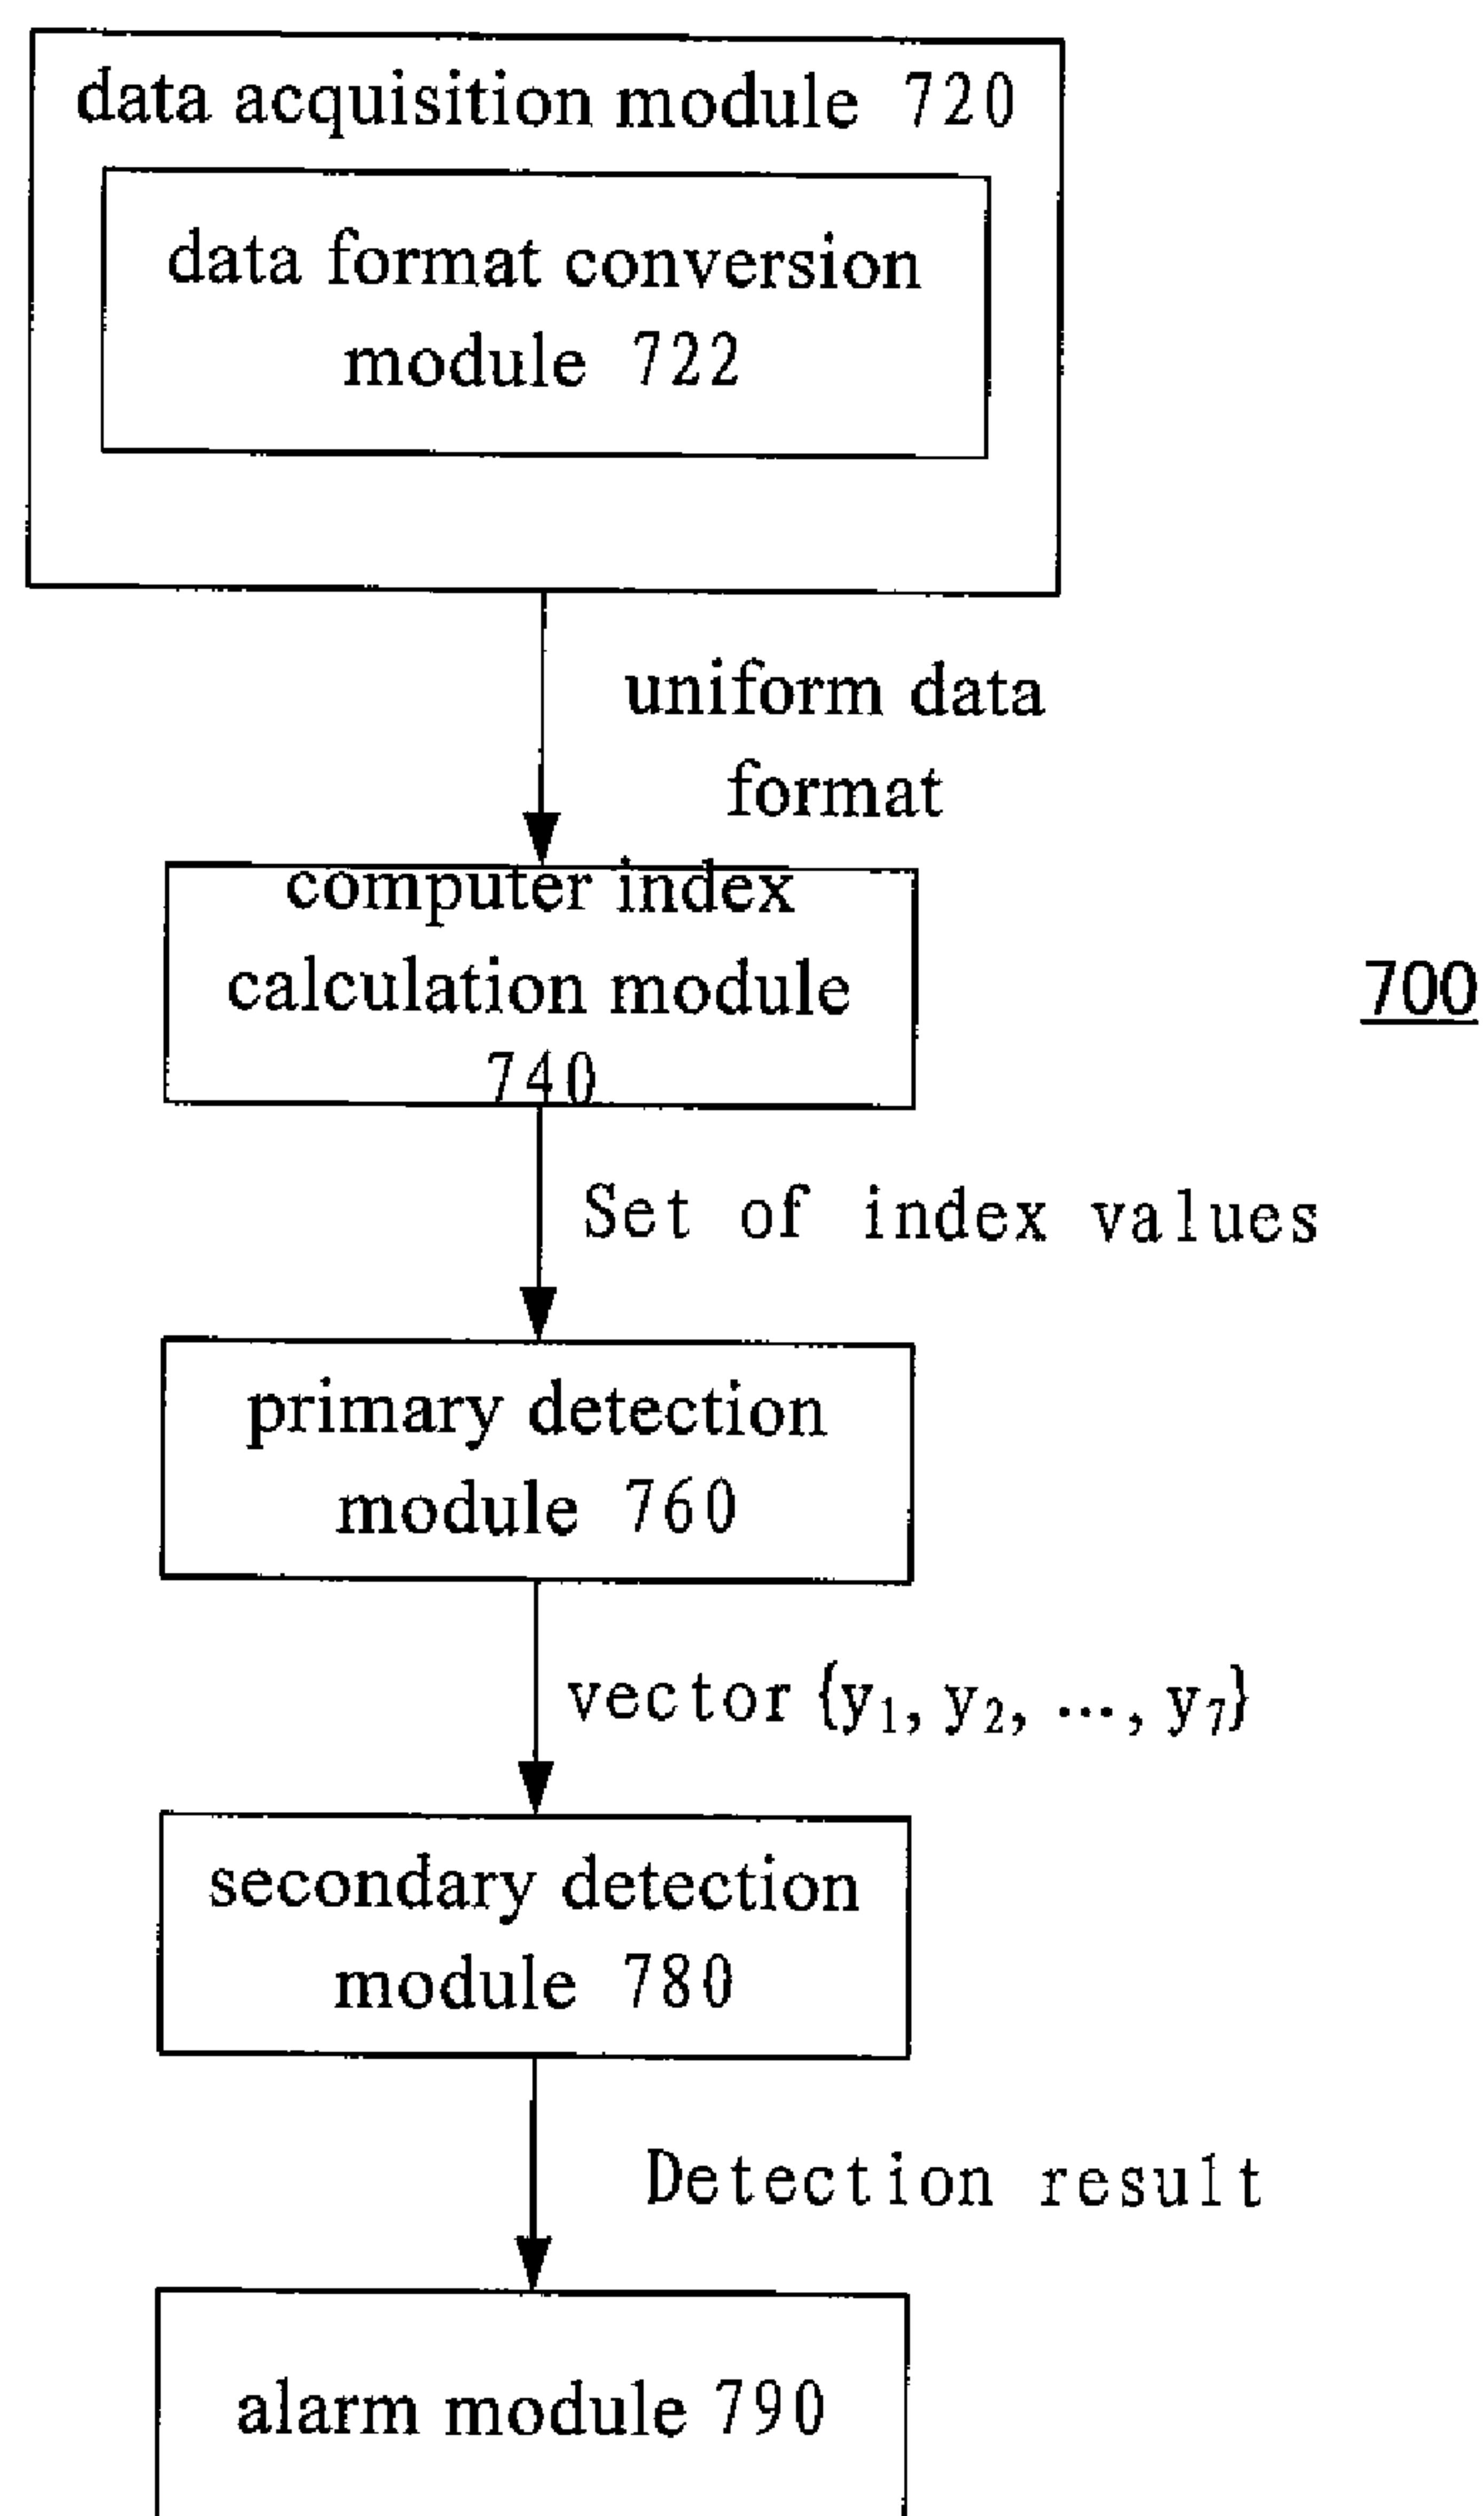 data acquisition module 720
data format conversion
module 722
uniform data
format
computer index
calculation module
740
700
Set of index values
primary detection
module 760
vector {y₁, y₂, ..., y₇}
secondary detection
module 780
Detection result
alarm module 790